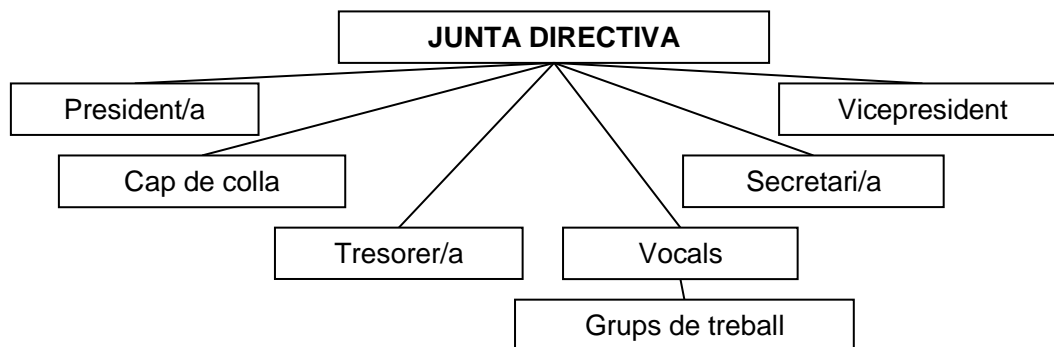 JUNTA DIRECTIVA
President/a
Vicepresident
Cap de colla
Secretari/a
Tresorer/a
Vocals
Grups de treball